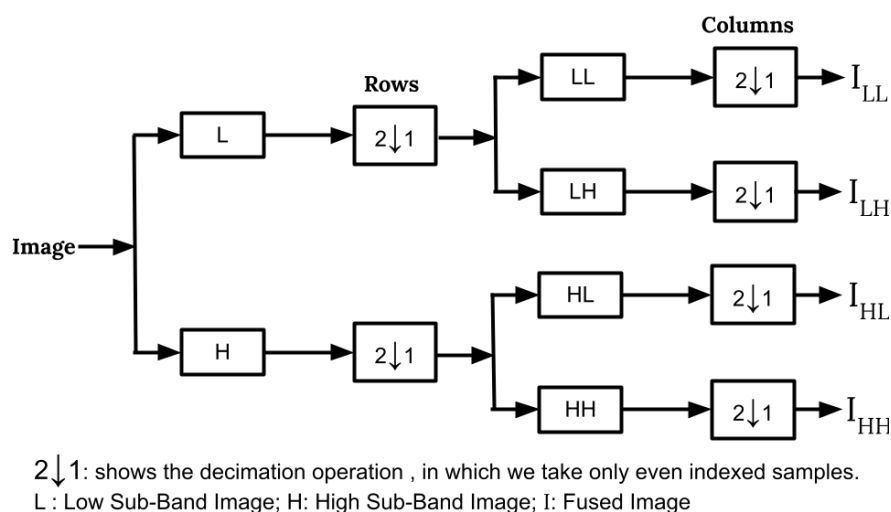 Columns
Rows
LL
2↓1
I_LL
L
2↓1
LH
2↓1
I_LH
Image
HL
2↓1
I_HL
H
2↓1
HH
2↓1
I_HH
2↓1: shows the decimation operation , in which we take only even indexed samples.
L : Low Sub-Band Image; H: High Sub-Band Image; I: Fused Image